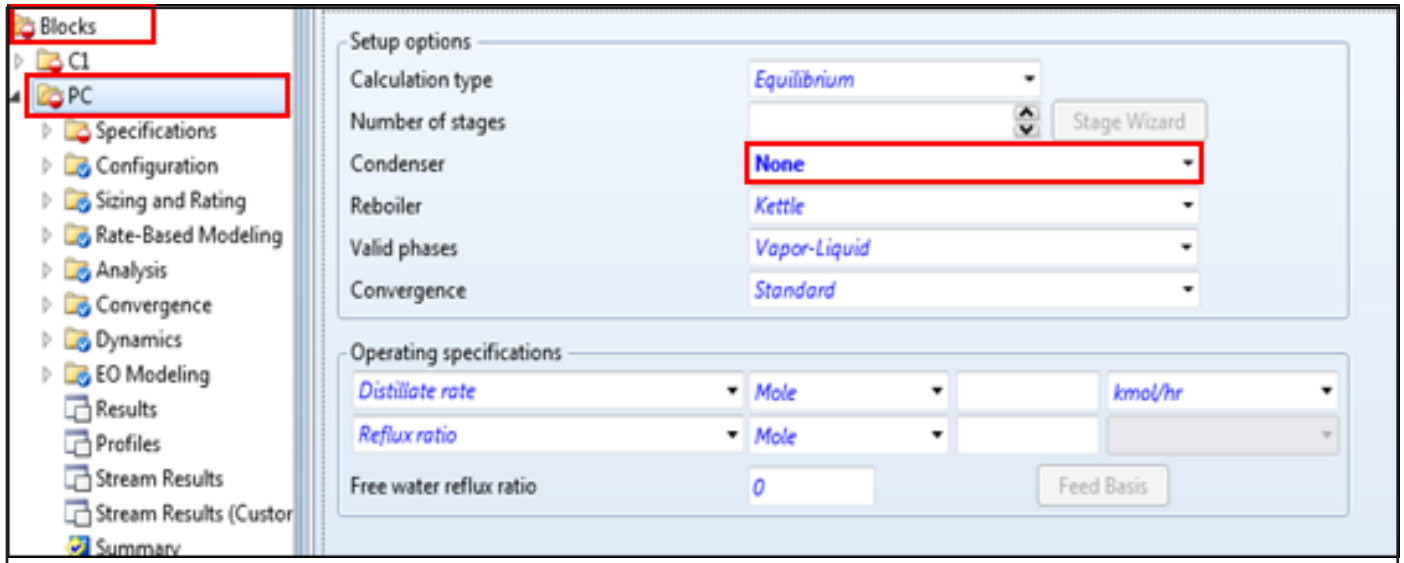 Blocks
C1
PC
Specifications
Configuration
Sizing and Rating
Rate-Based Modeling
Analysis
Convergence
Dynamics
EO Modeling
Results
Profiles
Stream Results
Stream Results (Custor
Summary
Setup options
Calculation type Equilibrium
Number of stages Stage Wizard
Condenser None
Reboiler Kettle
Valid phases Vapor-Liquid
Convergence Standard
Operating specifications
Distillate rate Mole kmol/hr
Reflux ratio Mole
Free water reflux ratio 0 Feed Basis